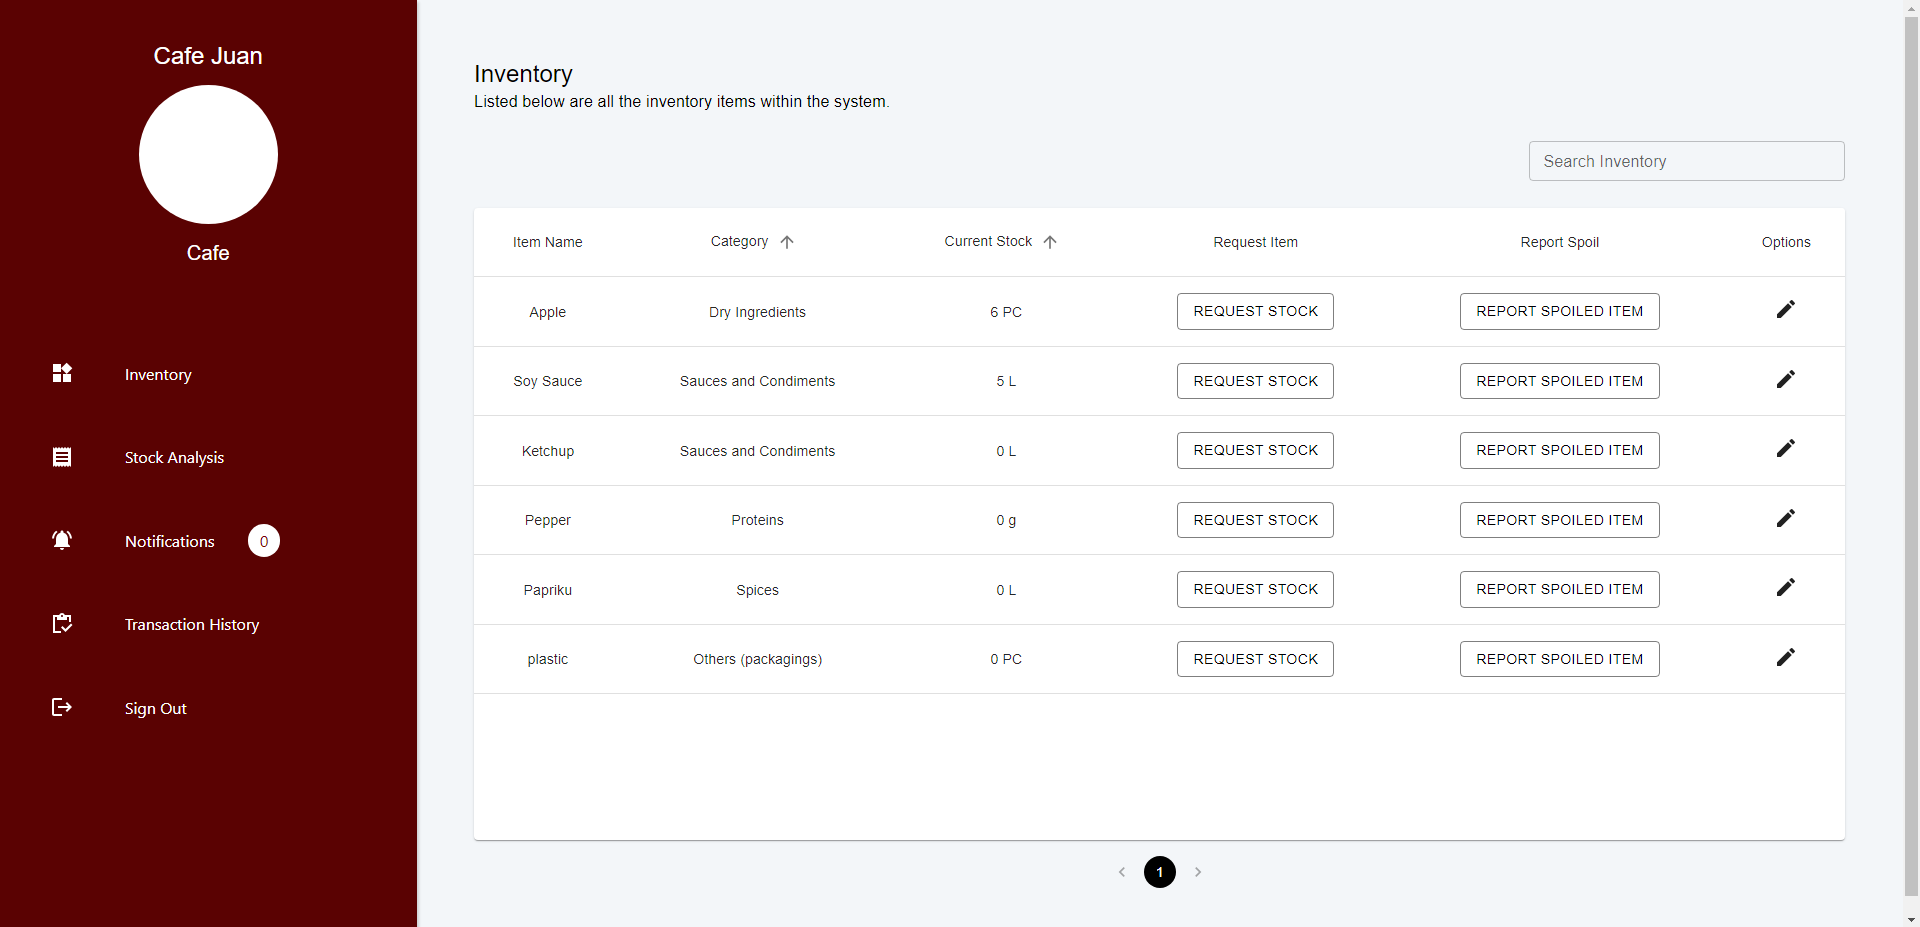 Cafe Juan
Cafe
Inventory
Stock Analysis
Notifications 0
Transaction History
Sign Out
Inventory
Listed below are all the inventory items within the system.
Search Inventory
Item Name Category Current Stock Request Item Report Spoil Options
Apple Dry Ingredients 6 PC REQUEST STOCK REPORT SPOILED ITEM
Soy Sauce Sauces and Condiments 5 L REQUEST STOCK REPORT SPOILED ITEM
Ketchup Sauces and Condiments 0 L REQUEST STOCK REPORT SPOILED ITEM
Pepper Proteins 0 g REQUEST STOCK REPORT SPOILED ITEM
Papriku Spices 0 L REQUEST STOCK REPORT SPOILED ITEM
plastic Others (packagings) 0 PC REQUEST STOCK REPORT SPOILED ITEM
1